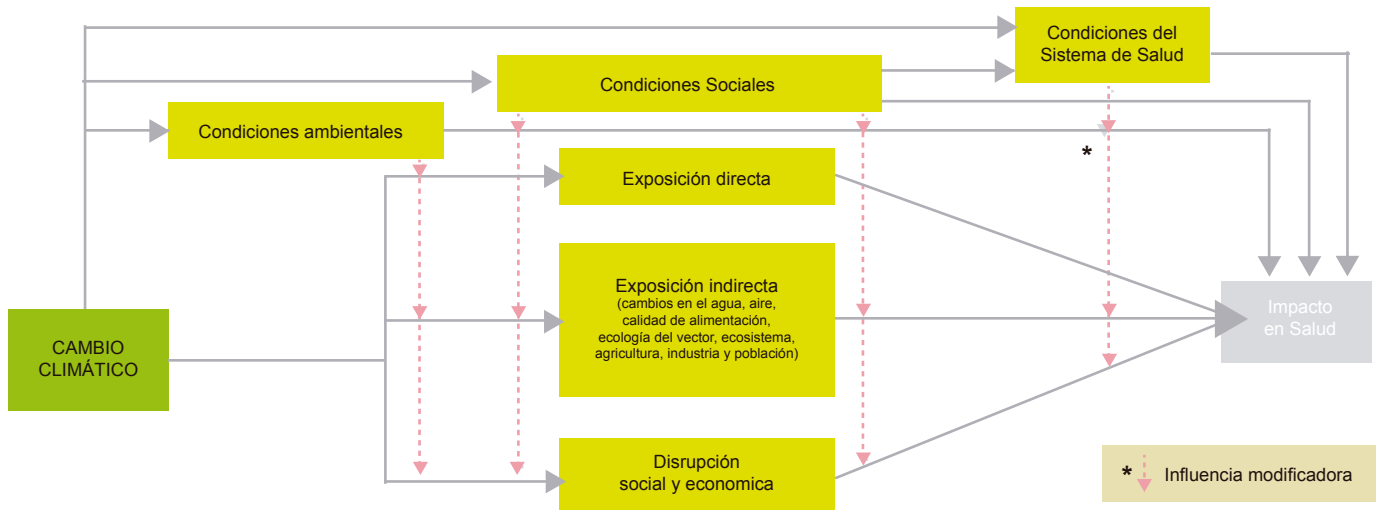 Condiciones del
Sistema de Salud
Condiciones Sociales
Condiciones ambientales
*
Exposición directa
Exposición indirecta
(cambios en el agua, aire,
calidad de alimentación,
ecología del vector, ecosistema,
agricultura, industria y población)
CAMBIO
CLIMÁTICO
Impacto
en Salud
Disrupción
social y economica
* Influencia modificadora